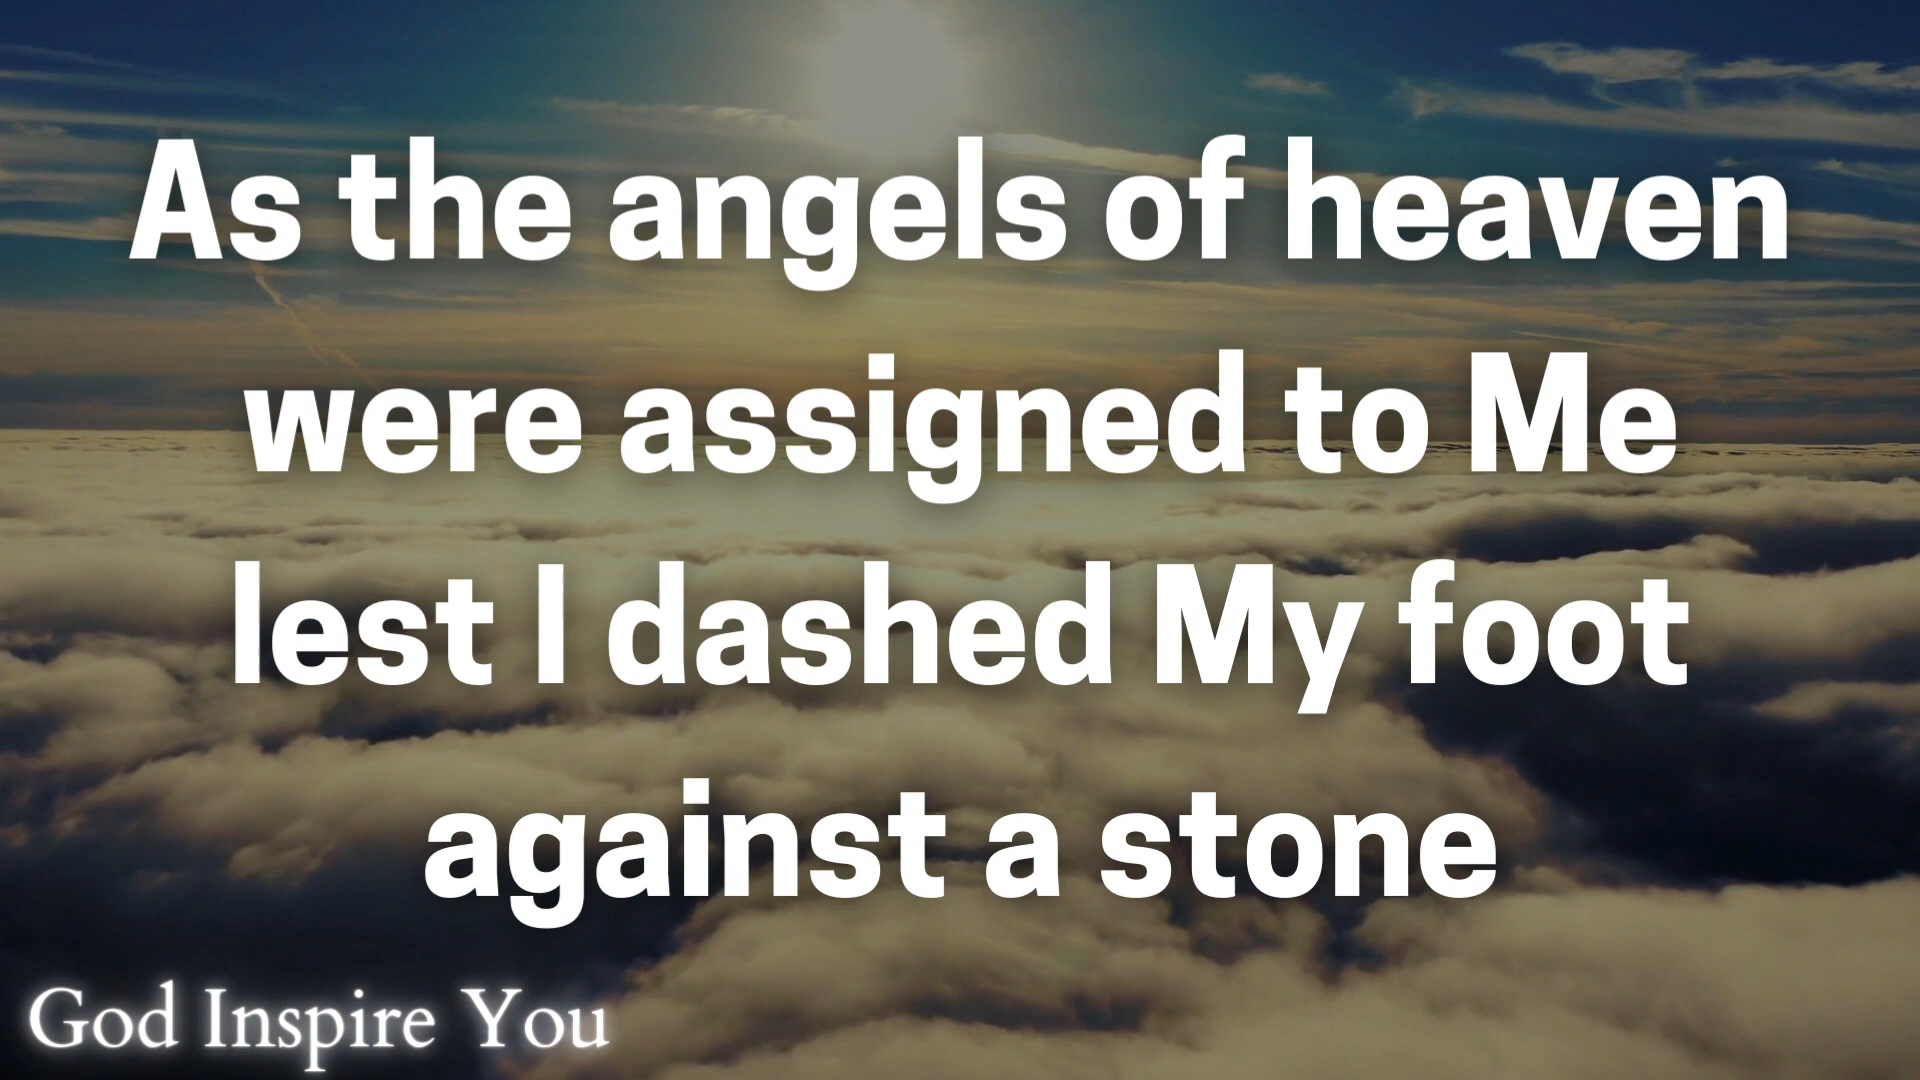 As the angels of heaven
were assigned to Me
lest I dashed My foot
against a stone
God Inspire You